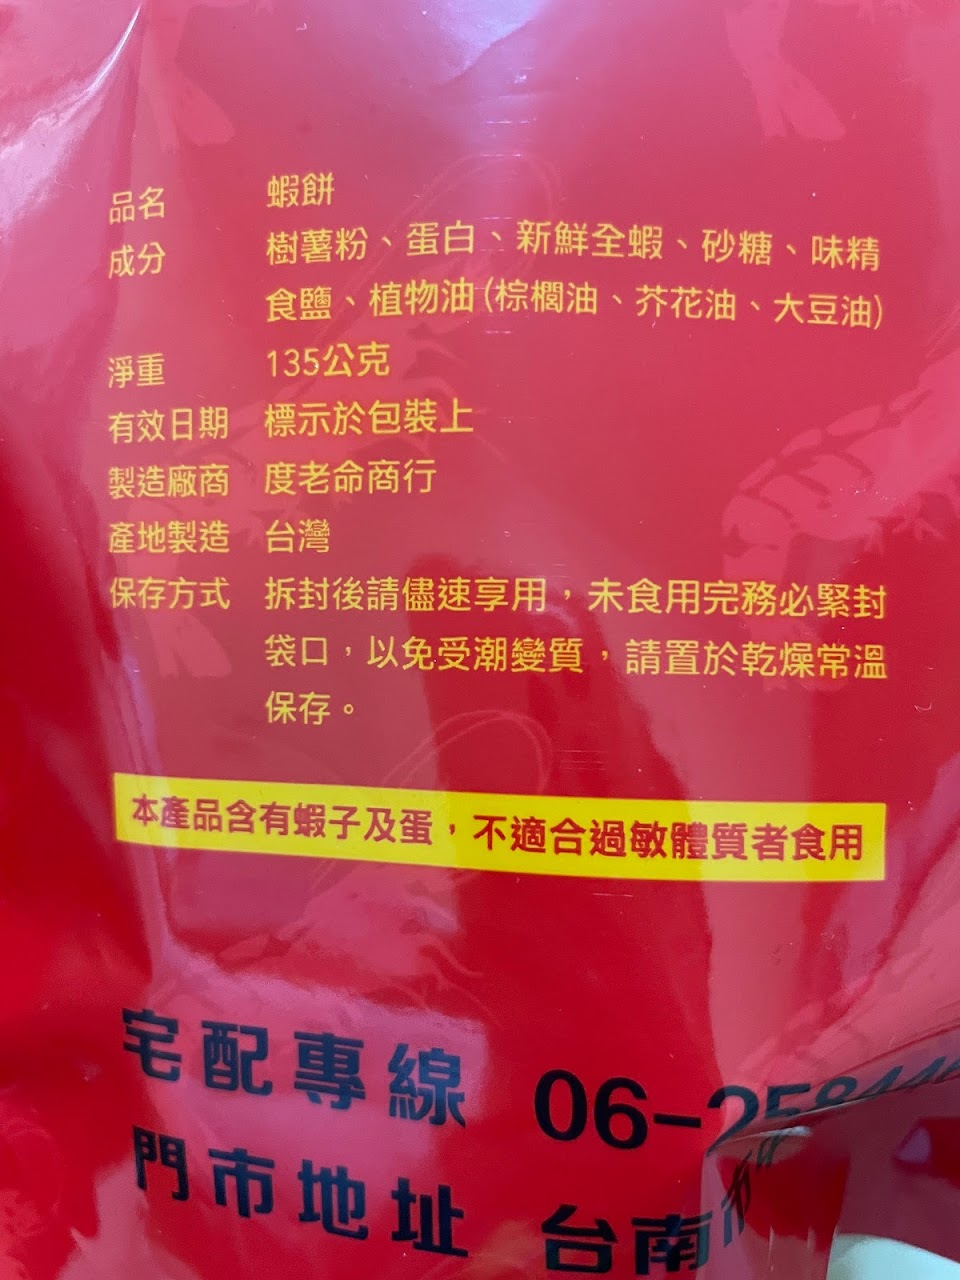 品名 蝦餅
成分 樹薯粉、蛋白、新鮮全蝦、砂糖、味精
食鹽、植物油(棕櫚油、芥花油、大豆油)
淨重 135公克
有效日期 標示於包裝上
製造廠商 度老命商行
產地製造 台灣
保存方式 拆封後請儘速享用，未食用完務必緊封
袋口，以免受潮變質，請置於乾燥常溫
保存。
本產品含有蝦子及蛋，不適合過敏體質者食用
宅配專線 06-25844
門市地址 台南市